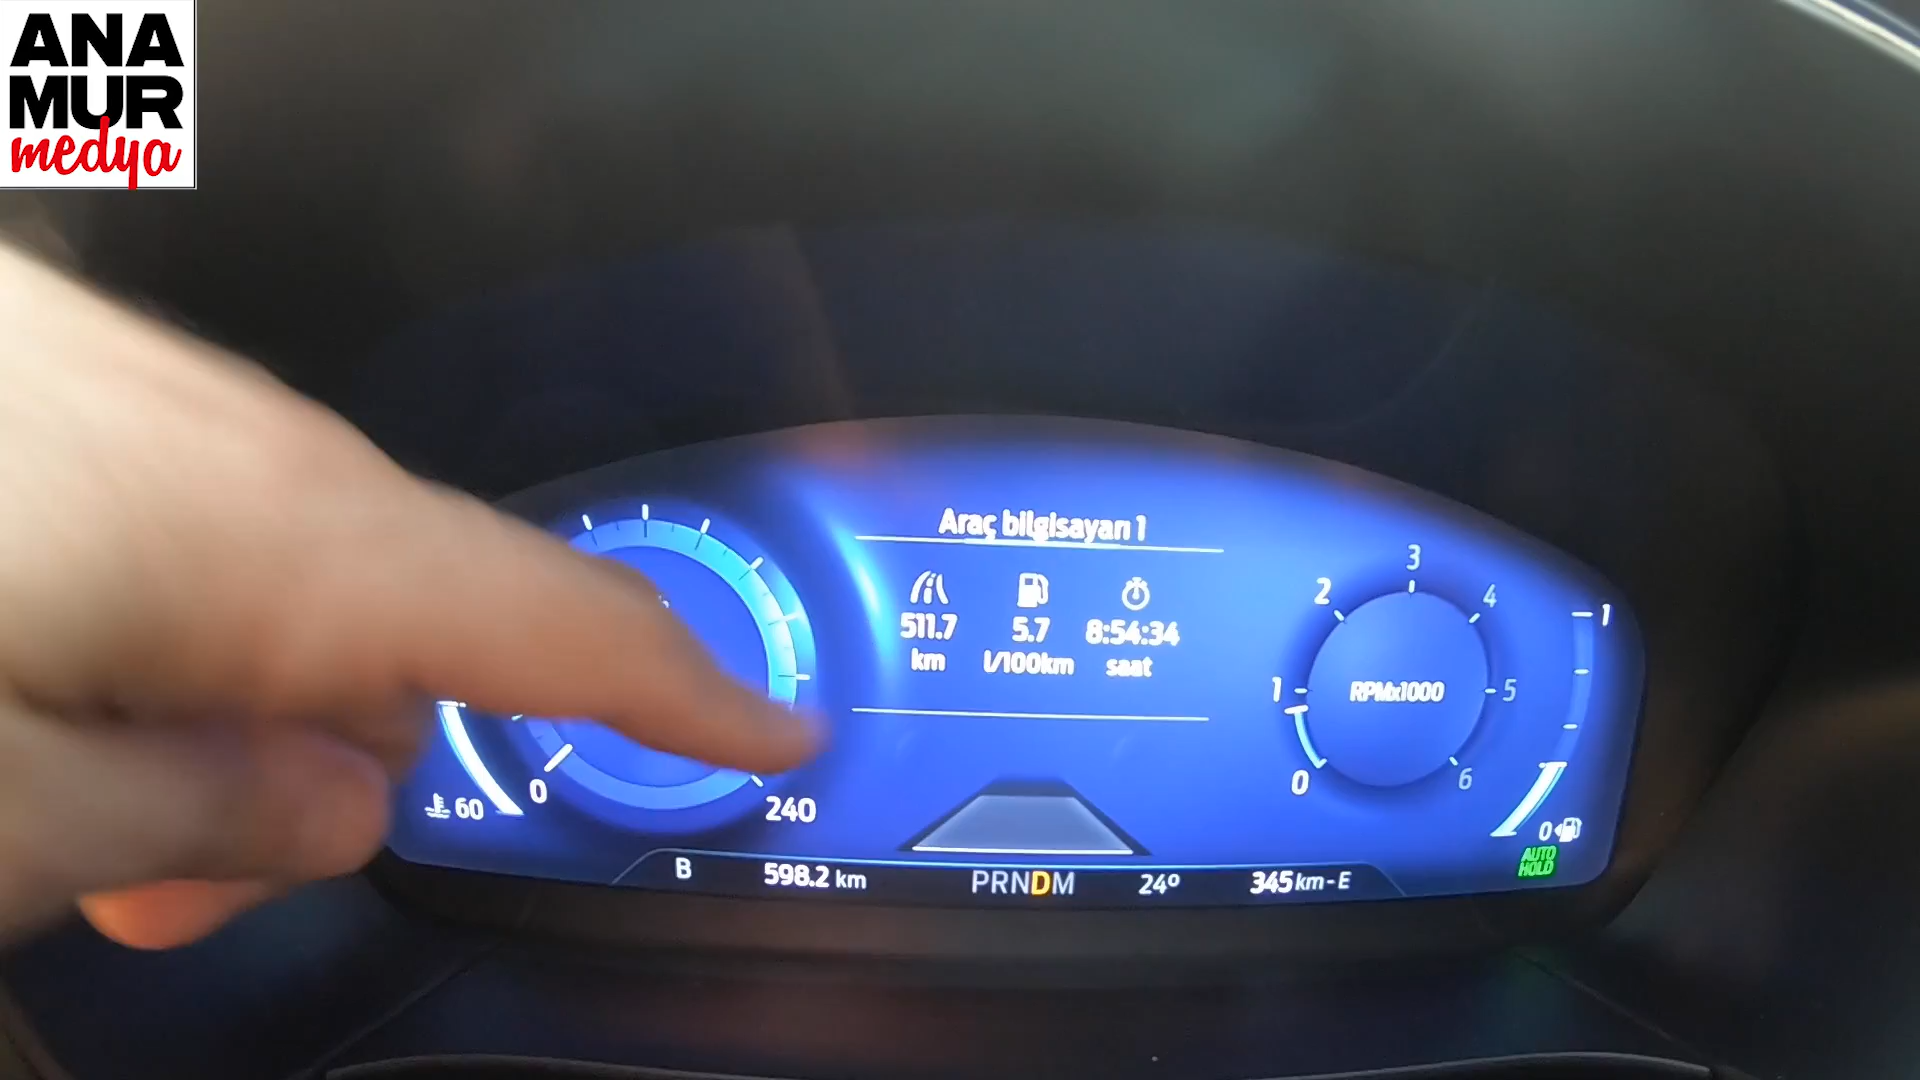 ANA
MUR
medya
Araç bilgisayarı 1
511.7 5.7 8:54:34
km l/100km saat
0 240
60
0 1 2 3 4 5 6
RPMx1000
1
0
AUTO
HOLD
B 598.2 km PRNDM 24° 345 km-E